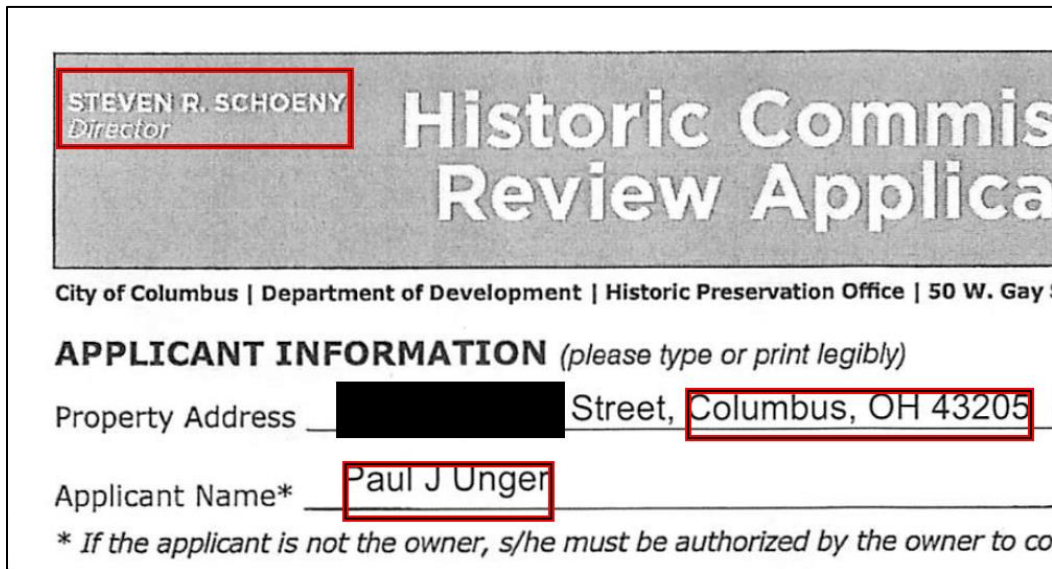 STEVEN R. SCHOENY
Director
Historic Commis
Review Applica
City of Columbus | Department of Development | Historic Preservation Office | 50 W. Gay
APPLICANT INFORMATION (please type or print legibly)
Property Address Street, Columbus, OH 43205
Applicant Name* Paul J Unger
* If the applicant is not the owner, s/he must be authorized by the owner to co